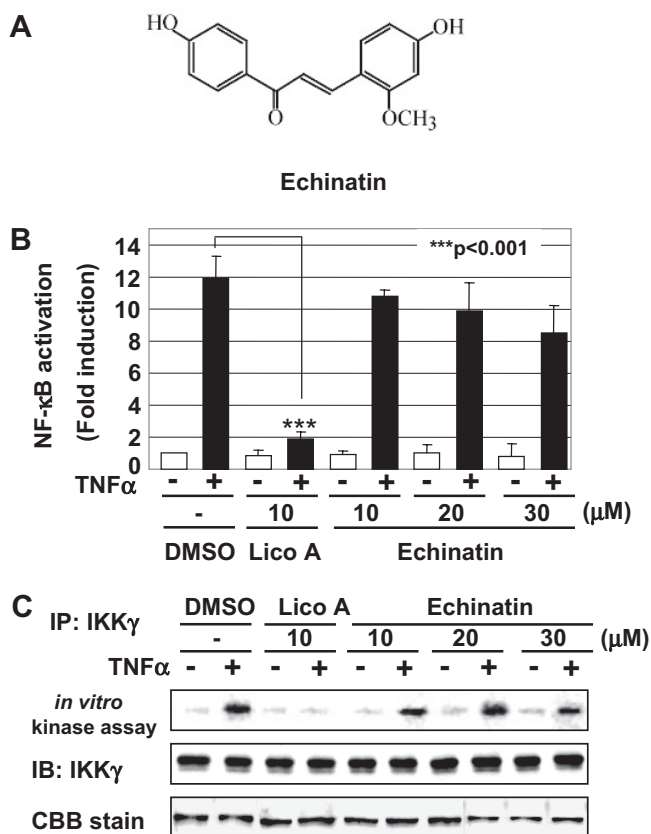 A
HO
OH
O
OCH3
Echinatin
B
NF-κB activation
(Fold induction)
14
12
10
8
6
4
2
0
***p<0.001
***
TNFα - + - + - + - + - +
- 10 10 20 30 (μM)
DMSO Lico A Echinatin
C
IP: IKKγ
DMSO Lico A Echinatin
- 10 10 20 30 (μM)
TNFα - + - + - + - + - +
in vitro
kinase assay
IB: IKKγ
CBB stain